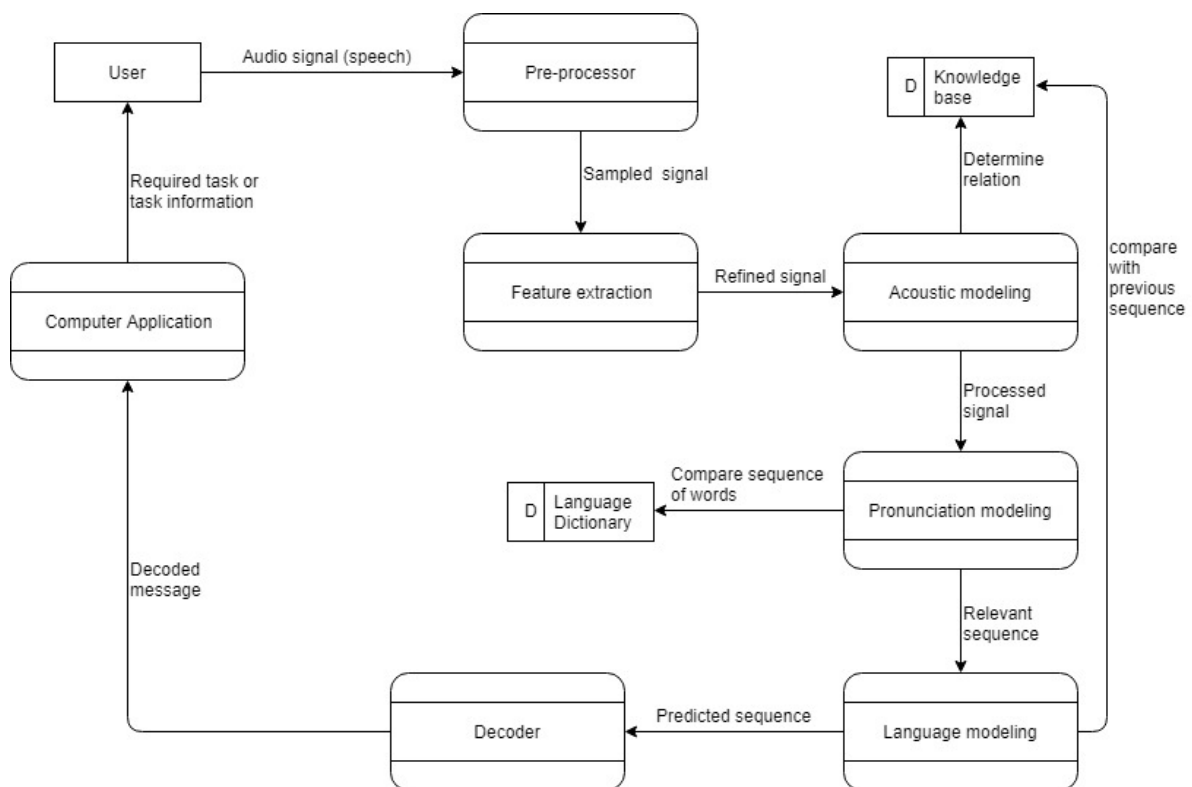 User
Audio signal (speech)
Pre-processor
D
Knowledge
base
Required task or
task information
Sampled signal
Determine
relation
compare
with
previous
sequence
Computer Application
Feature extraction
Refined signal
Acoustic modeling
Processed
signal
D
Language
Dictionary
Compare sequence
of words
Pronunciation modeling
Decoded
message
Relevant
sequence
Decoder
Predicted sequence
Language modeling